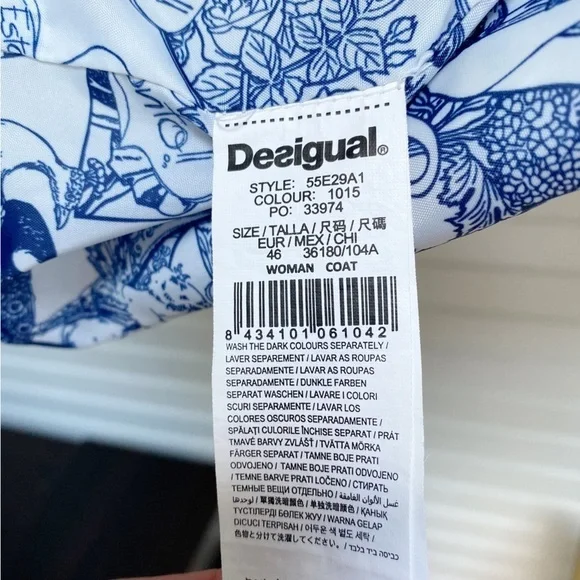 Esta
Desigual®
STYLE: 55E29A1
COLOUR: 1015
PO: 33974
SIZE / TALLA / 尺码 / 尺碼
EUR / MEX / CHI
46 36180/104A
WOMAN COAT
8 434101 061042
WASH THE DARK COLOURS SEPARATELY /
LAVER SEPAREMENT / LAVAR AS ROUPAS
SEPARADAMENTE / DUNKLE FARBEN
SEPARAT WASCHEN / LAVARE I COLORI
SCURI SEPARAMENTE / LAVAR LOS
COLORES OSCUROS SEPARADAMENTE /
SPĂLAȚI CULORILE ÎNCHISE SEPARAT / PRÁT
TMAVÉ BARVY ZVLÁŠŤ / TVÄTTA MÖRKA
FÄRGER SEPARAT / TAMNE BOJE PRATI
ODVOJENO / TAMNE BOJE PRATI ODVOJENO
/ TEMNE BARVE PRATI LOČENO / СТИРАТЬ
ТЕМНЫЕ ВЕЩИ ОТДЕЛЬНО / غسل الألوان الغامقة
لوحدها / 單獨洗暗顏色 / 单独洗暗颜色 / ҚАНЫҚ
ТҮСТІЛЕРДІ БӨЛЕК ЖУУ / WARNA GELAP
DICUCI TERPISAH / 어두운 색 별도 세탁 /
色物と分けて洗濯してください / כביסה ביד בלבד